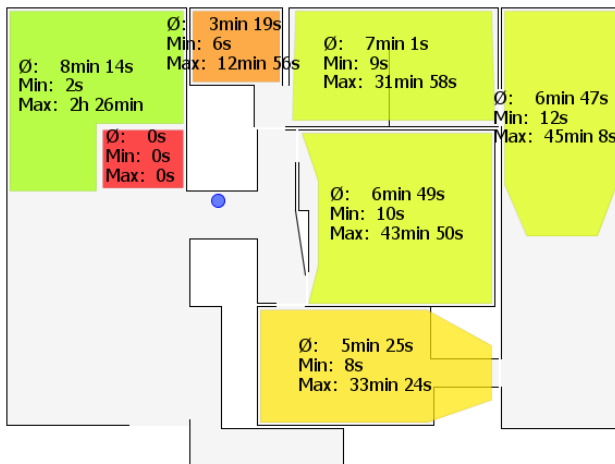 Ø: 8min 14s
Min: 2s
Max: 2h 26min
Ø: 3min 19s
Min: 6s
Max: 12min 56s
Ø: 7min 1s
Min: 9s
Max: 31min 58s
Ø: 6min 47s
Min: 12s
Max: 45min 8s
Ø: 0s
Min: 0s
Max: 0s
Ø: 6min 49s
Min: 10s
Max: 43min 50s
Ø: 5min 25s
Min: 8s
Max: 33min 24s